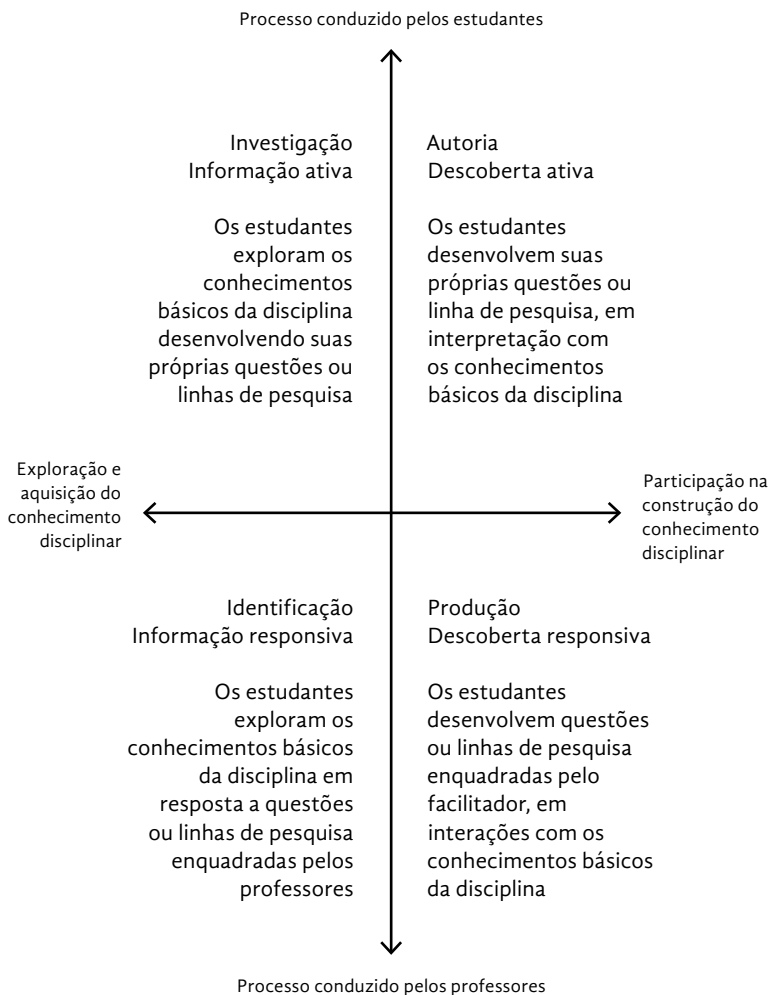 Processo conduzido pelos estudantes
Investigação
Informação ativa
Os estudantes
exploram os
conhecimentos
básicos da disciplina
desenvolvendo suas
próprias questões ou
linhas de pesquisa
Autoria
Descoberta ativa
Os estudantes
desenvolvem suas
próprias questões ou
linha de pesquisa, em
interpretação com
os conhecimentos
básicos da disciplina
Exploração e
aquisição do
conhecimento
disciplinar
Participação na
construção do
conhecimento
disciplinar
Identificação
Informação responsiva
Os estudantes
exploram os
conhecimentos básicos
da disciplina em
resposta a questões
ou linhas de pesquisa
enquadradas pelos
professores
Produção
Descoberta responsiva
Os estudantes
desenvolvem questões
ou linhas de pesquisa
enquadradas pelo
facilitador, em
interações com os
conhecimentos básicos
da disciplina
Processo conduzido pelos professores